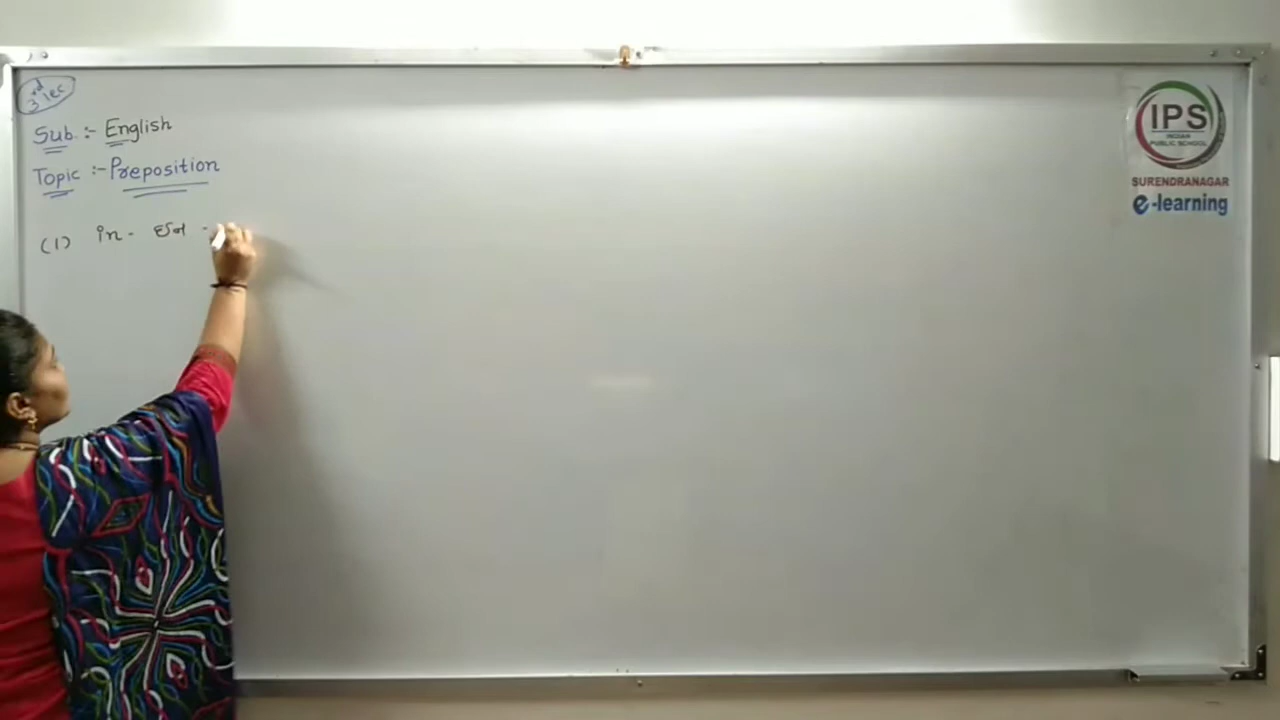 3rd lec
Sub. :- English
Topic :- Preposition
(1) in - ઈન -
IPS
INDIAN
PUBLIC SCHOOL
SURENDRANAGAR
e-learning